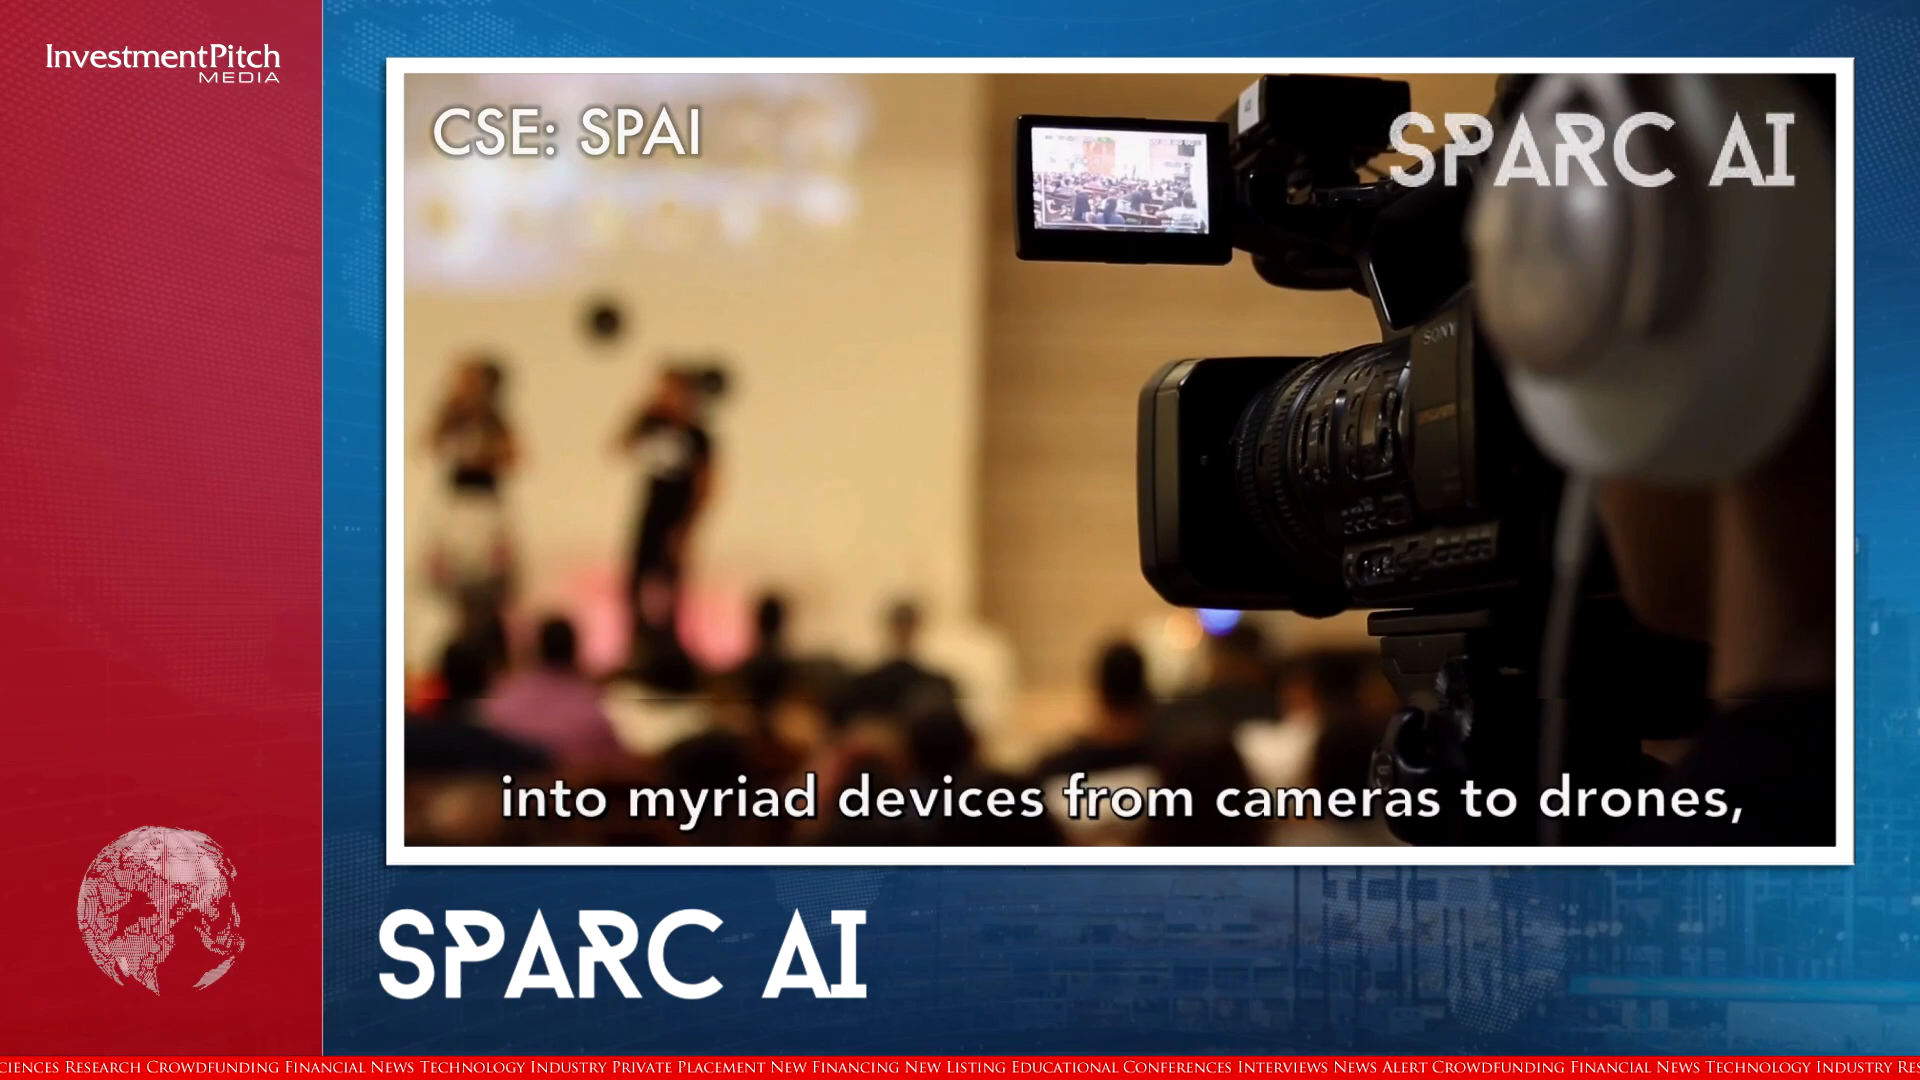 InvestmentPitch
MEDIA
CSE: SPAI
SPARC AI
SONY
into myriad devices from cameras to drones,
SPARC AI
CIENCES RESEARCH CROWDFUNDING FINANCIAL NEWS TECHNOLOGY INDUSTRY PRIVATE PLACEMENT NEW FINANCING NEW LISTING EDUCATIONAL CONFERENCES INTERVIEWS NEWS ALERT CROWDFUNDING FINANCIAL NEWS TECHNOLOGY INDUSTRY RES